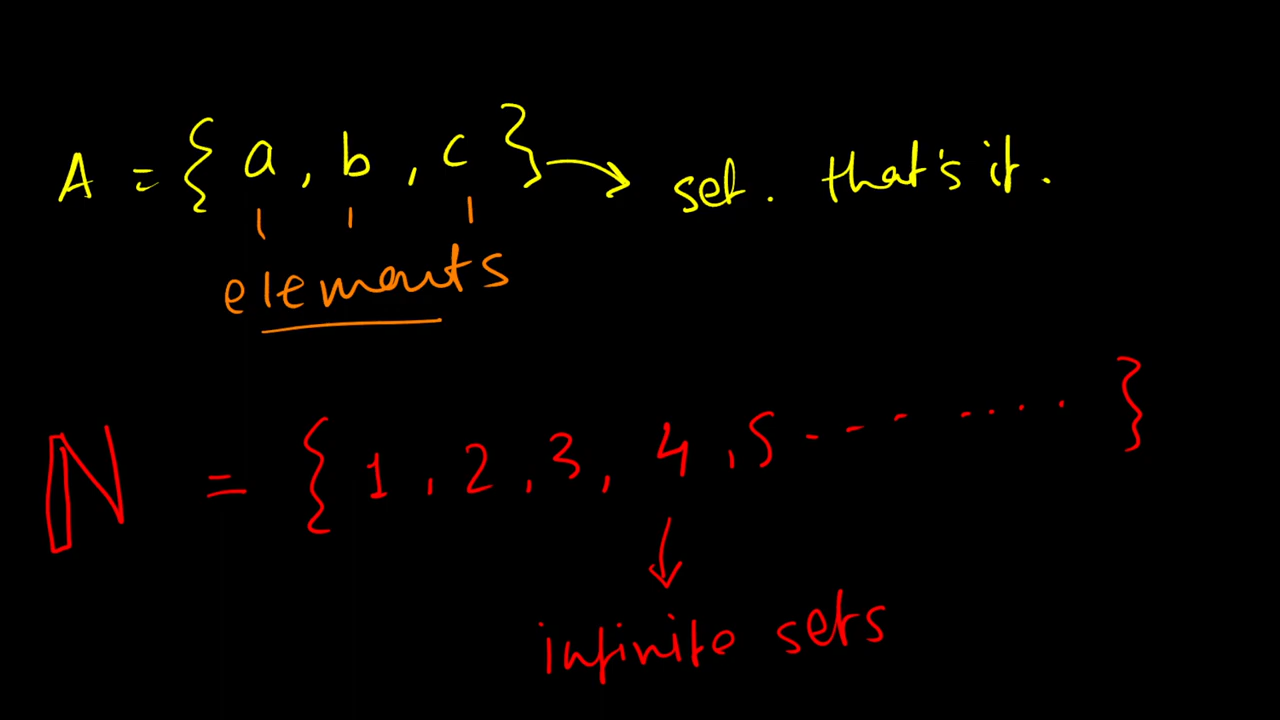 A = { a , b , c } → set. that's it.
elements
ℕ = { 1 , 2 , 3 , 4 , 5 - - - .... }
↓
infinite sets